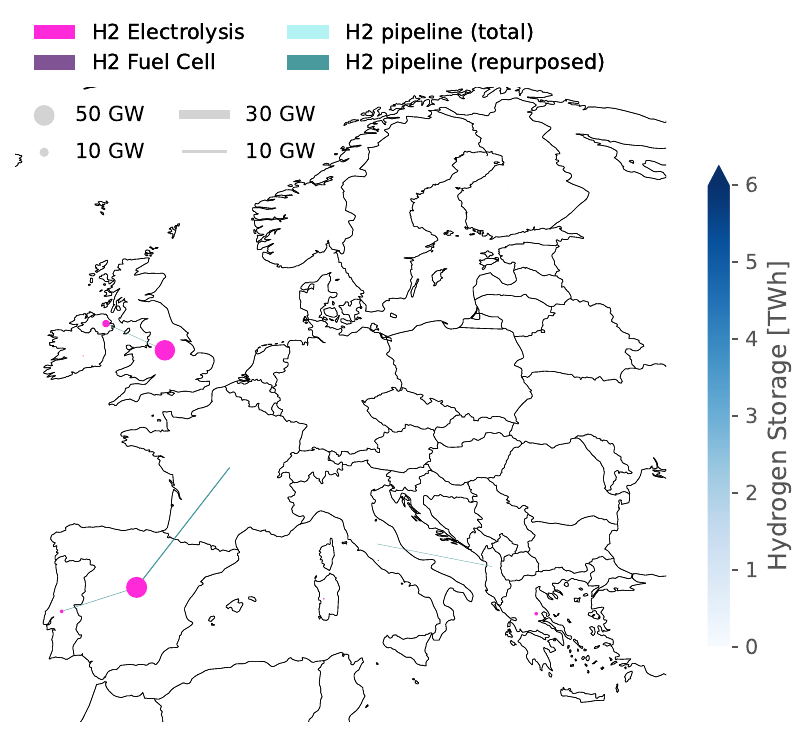 H2 Electrolysis
H2 Fuel Cell
H2 pipeline (total)
H2 pipeline (repurposed)
50 GW
10 GW
30 GW
10 GW
6
5
4
3
2
1
0
Hydrogen Storage [TWh]